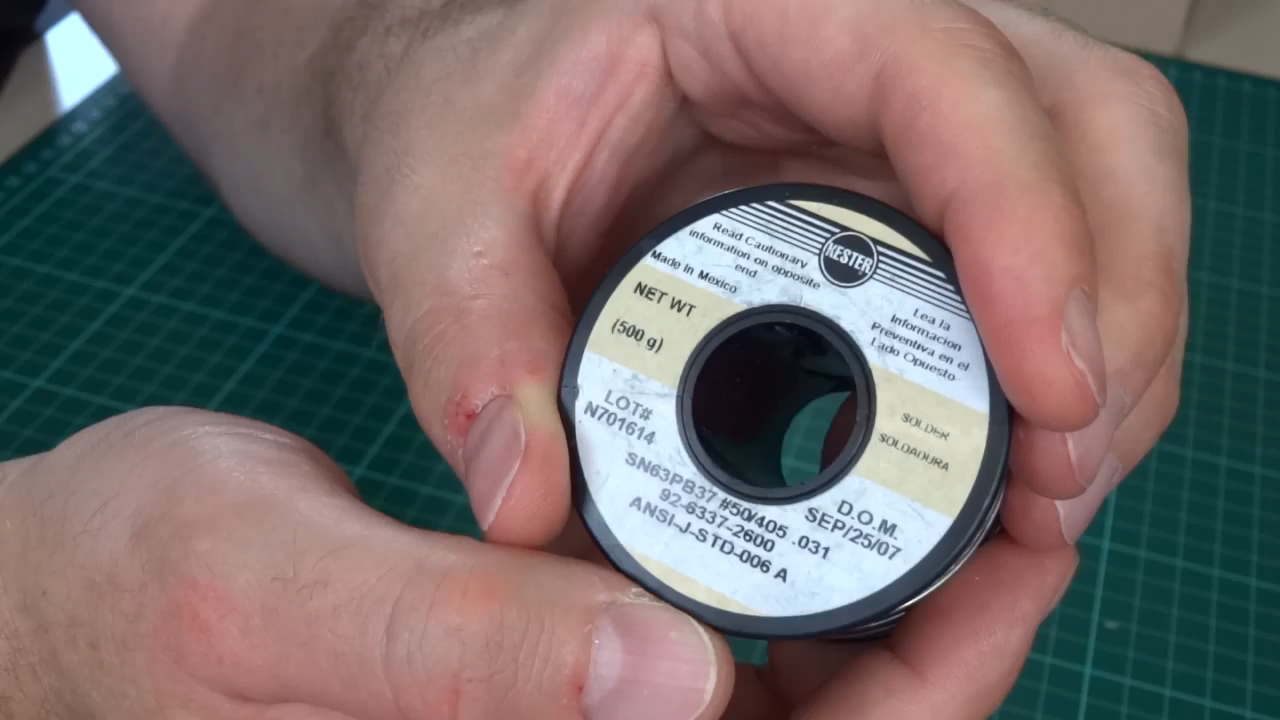 KESTER
Read Cautionary
information on opposite
end
Made in Mexico
Lea la
Informacion
Preventiva en el
Lado Opuesto
NET WT
(500 g)
SOLDER
SOLDADURA
LOT#
N701614
SN63PB37 #50/405 .031
92-6337-2600
ANSI-J-STD-006 A
D.O.M.
SEP/25/07